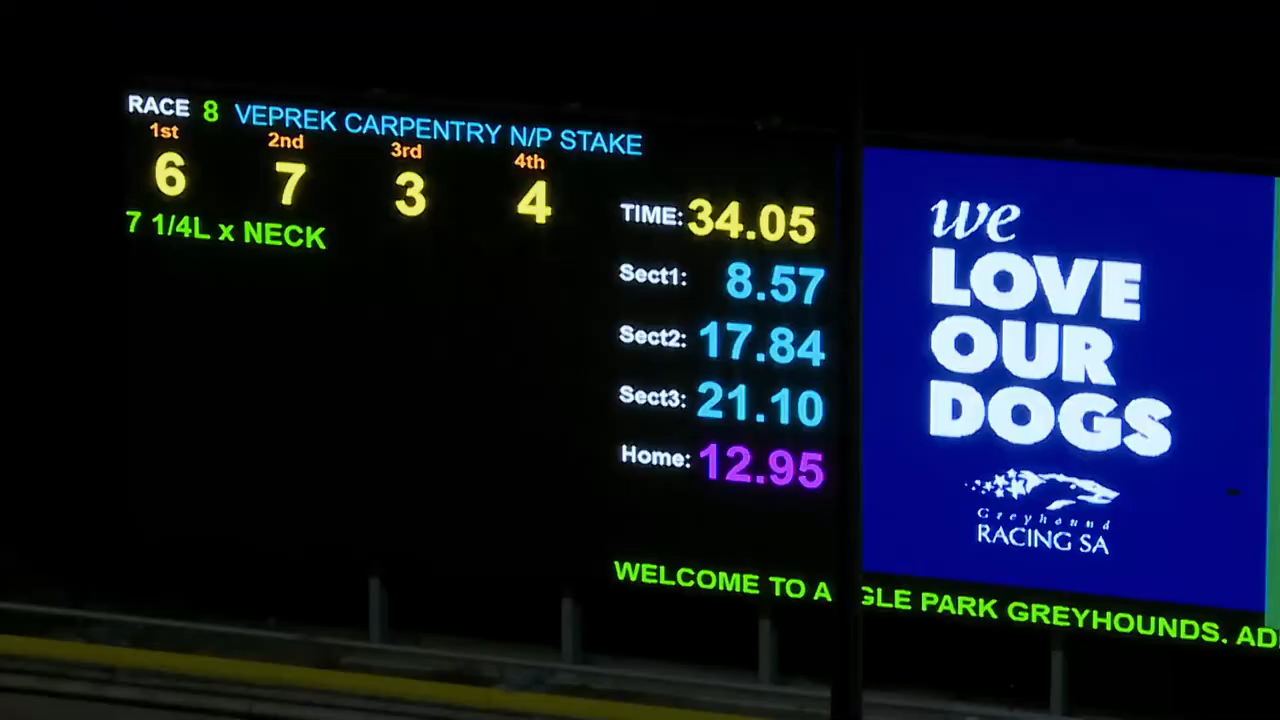 RACE 8 VEPREK CARPENTRY N/P STAKE
1st 2nd 3rd 4th
6 7 3 4
7 1/4L x NECK
TIME: 34.05
Sect1: 8.57
Sect2: 17.84
Sect3: 21.10
Home: 12.95
we
LOVE
OUR
DOGS
Greyhound
RACING SA
WELCOME TO A GLE PARK GREYHOUNDS. AD